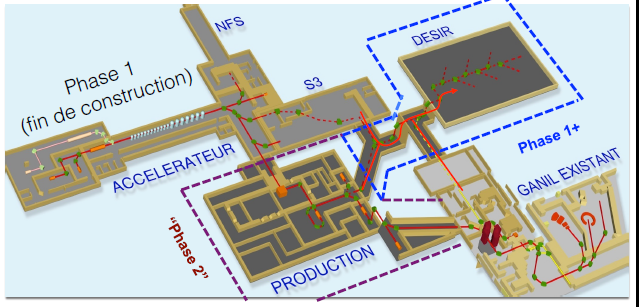 NFS
DESIR
Phase 1
(fin de construction)
S3
Phase 1+
ACCELERATEUR
GANIL EXISTANT
“Phase 2”
PRODUCTION